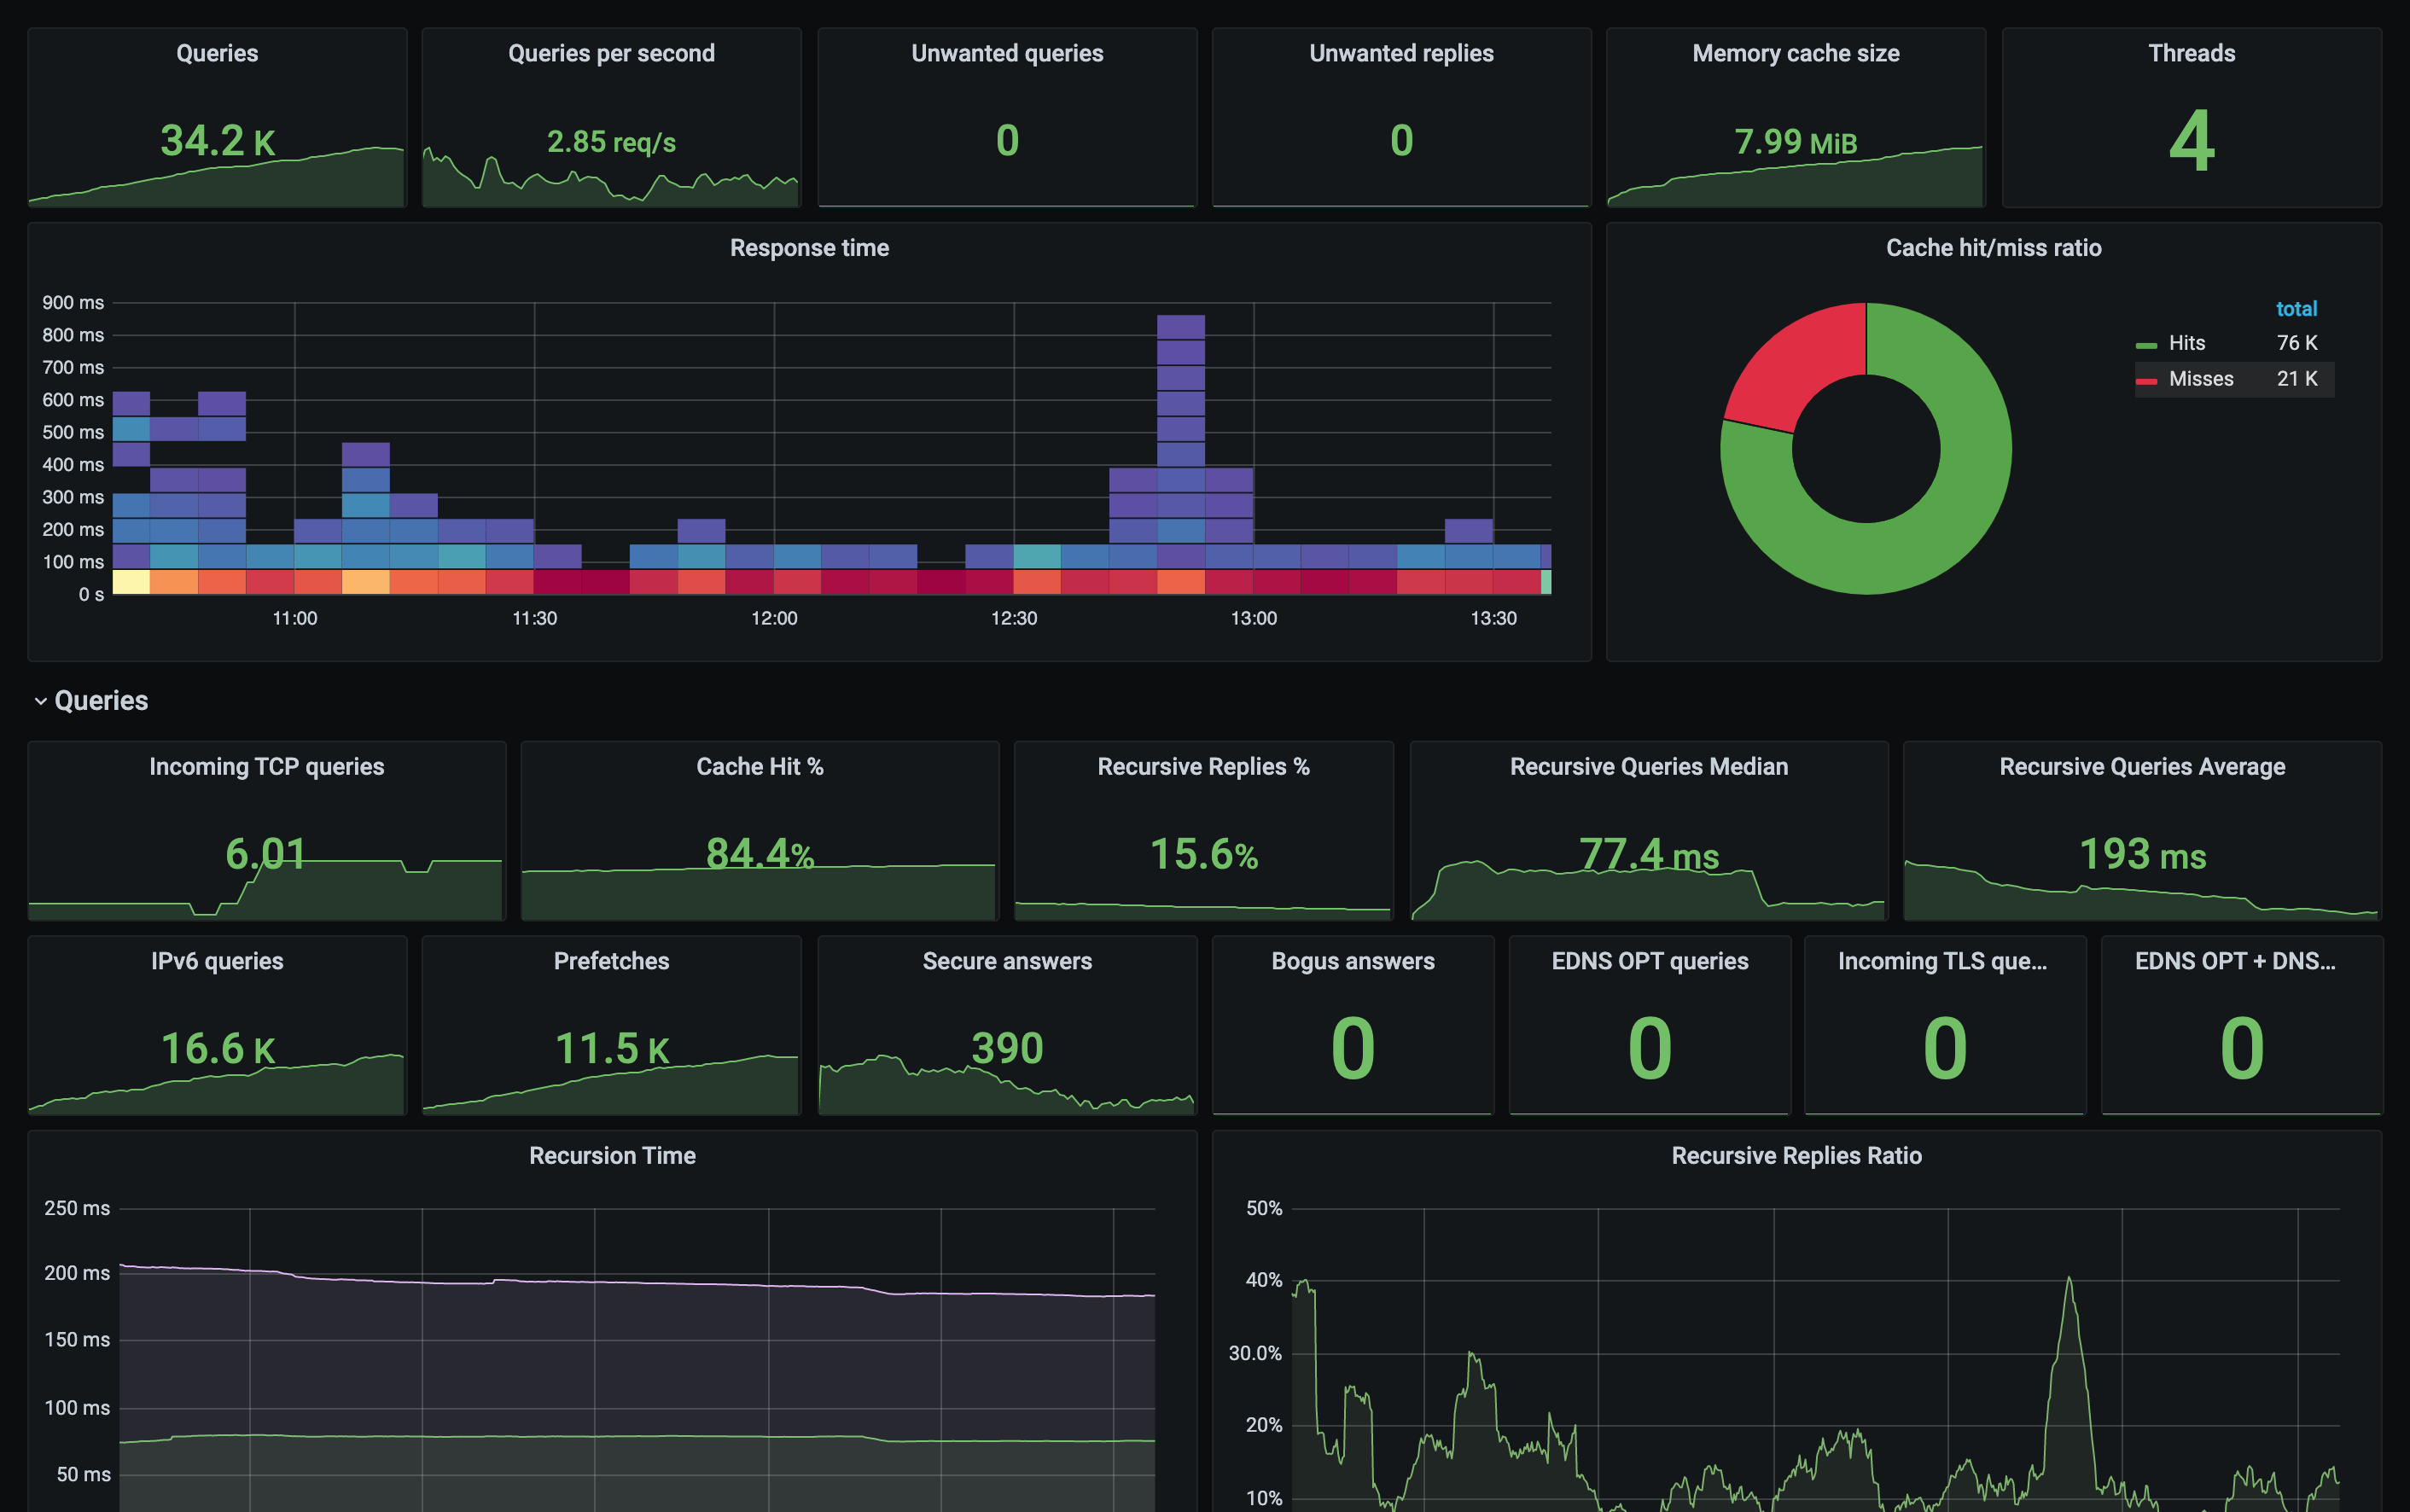 Queries
34.2 K
Queries per second
2.85 req/s
Unwanted queries
0
Unwanted replies
0
Memory cache size
7.99 MiB
Threads
4
Response time
900 ms
800 ms
700 ms
600 ms
500 ms
400 ms
300 ms
200 ms
100 ms
0 s
11:00
11:30
12:00
12:30
13:00
13:30
Cache hit/miss ratio
total
Hits 76 K
Misses 21 K
Queries
Incoming TCP queries
6.01
Cache Hit %
84.4%
Recursive Replies %
15.6%
Recursive Queries Median
77.4 ms
Recursive Queries Average
193 ms
IPv6 queries
16.6 K
Prefetches
11.5 K
Secure answers
390
Bogus answers
0
EDNS OPT queries
0
Incoming TLS que...
0
EDNS OPT + DNS...
0
Recursion Time
250 ms
200 ms
150 ms
100 ms
50 ms
Recursive Replies Ratio
50%
40%
30.0%
20%
10%